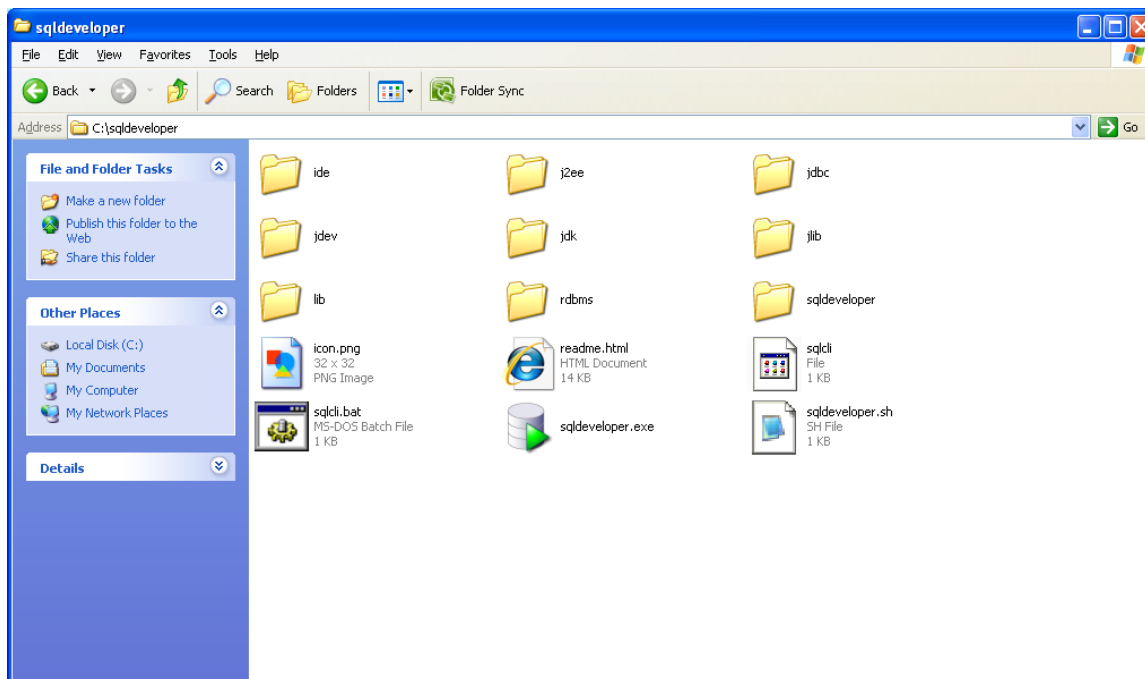 sqldeveloper
File Edit View Favorites Tools Help
Back Search Folders Folder Sync
Address C:\sqldeveloper Go
File and Folder Tasks
Make a new folder
Publish this folder to the
Web
Share this folder
Other Places
Local Disk (C:)
My Documents
My Computer
My Network Places
Details
ide
j2ee
jdbc
jdev
jdk
jlib
lib
rdbms
sqldeveloper
icon.png
32 x 32
PNG Image
readme.html
HTML Document
14 KB
sqlcli
File
1 KB
sqlcli.bat
MS-DOS Batch File
1 KB
sqldeveloper.exe
sqldeveloper.sh
SH File
1 KB